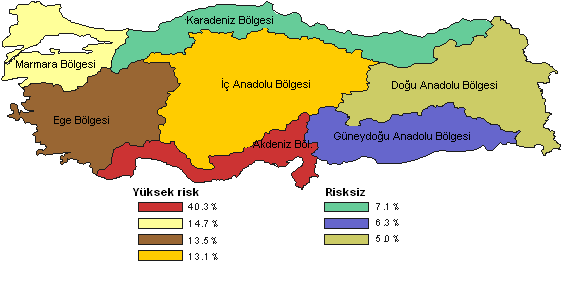 Karadeniz Bölgesi
Marmara Bölgesi
İç Anadolu Bölgesi
Doğu Anadolu Bölgesi
Ege Bölgesi
Güneydoğu Anadolu Bölgesi
Akdeniz Böl.
Yüksek risk
40.3 %
14.7 %
13.5 %
13.1 %
Risksiz
7.1 %
6.3 %
5.0 %